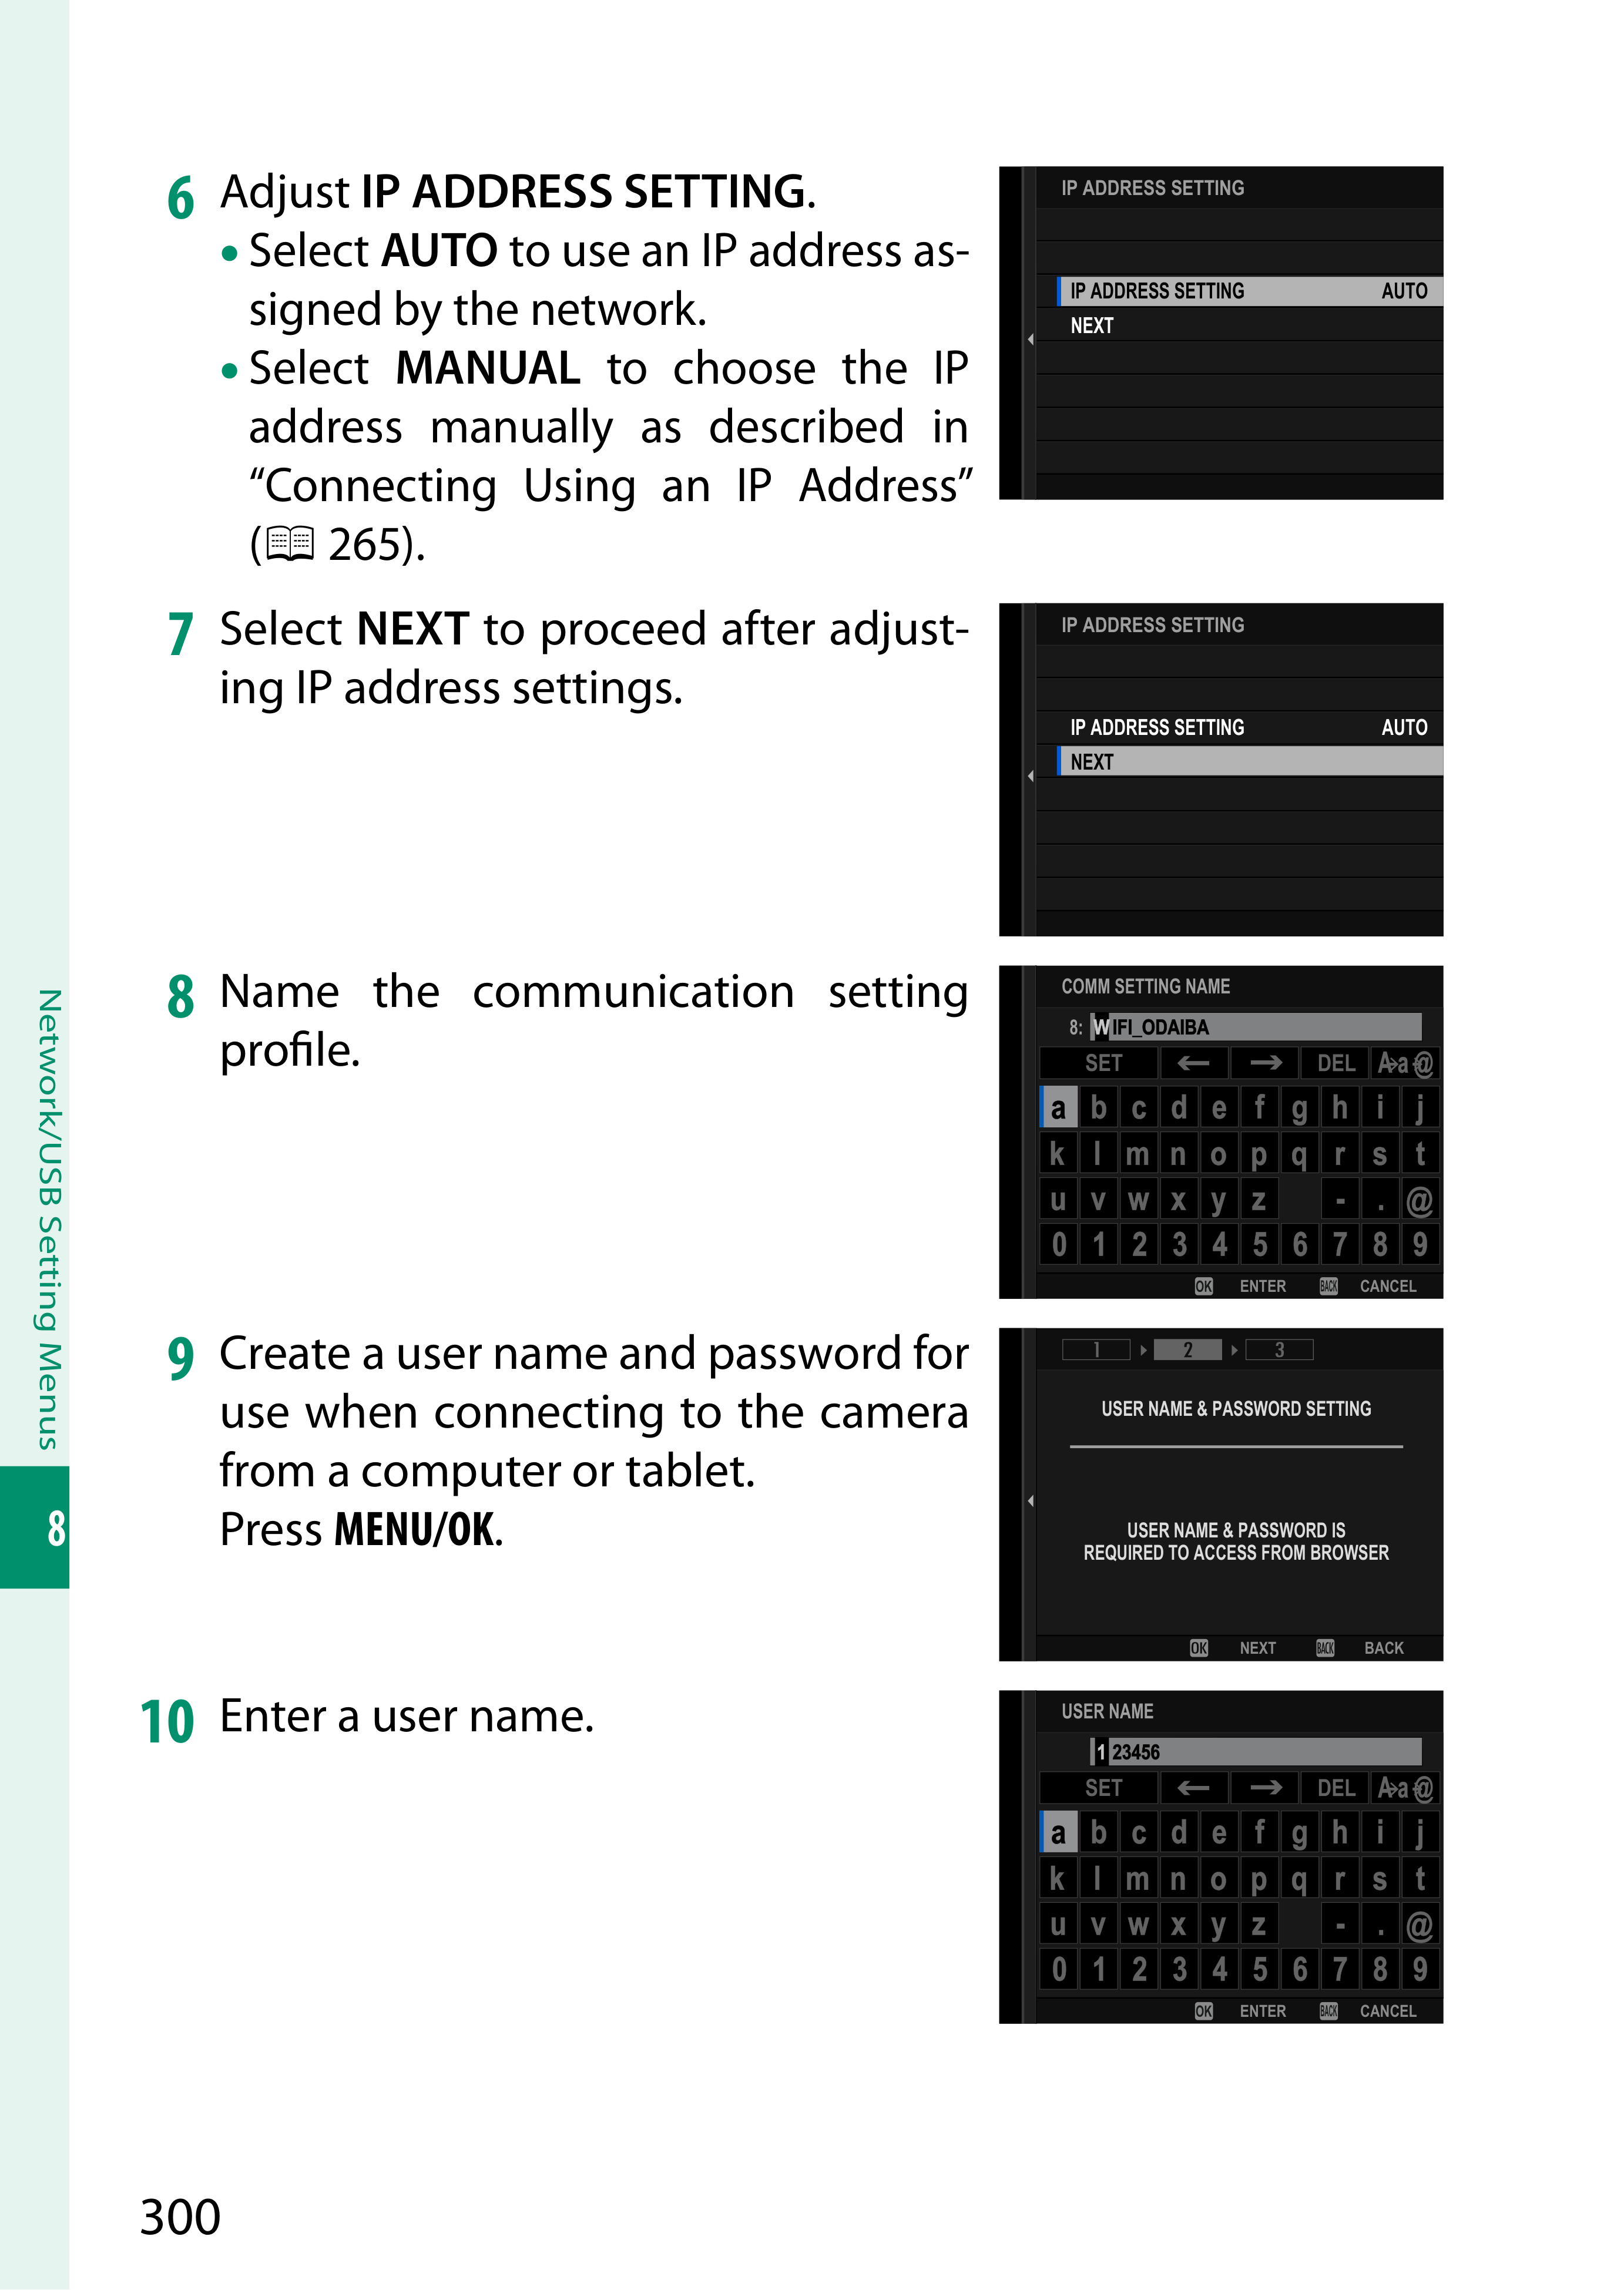 6 Adjust IP ADDRESS SETTING.
• Select AUTO to use an IP address as-
signed by the network.
• Select MANUAL to choose the IP
address manually as described in
“Connecting Using an IP Address”
(📖 265).
IP ADDRESS SETTING
IP ADDRESS SETTING AUTO
NEXT
7 Select NEXT to proceed after adjust-
ing IP address settings.
IP ADDRESS SETTING
IP ADDRESS SETTING AUTO
NEXT
8 Name the communication setting
profile.
COMM SETTING NAME
8: WIFI_ODAIBA
SET ← → DEL A→a→@
a b c d e f g h i j
k l m n o p q r s t
u v w x y z - . @
0 1 2 3 4 5 6 7 8 9
OK ENTER BACK CANCEL
9 Create a user name and password for
use when connecting to the camera
from a computer or tablet.
Press MENU/OK.
1 2 3
USER NAME & PASSWORD SETTING
USER NAME & PASSWORD IS
REQUIRED TO ACCESS FROM BROWSER
OK NEXT BACK BACK
10 Enter a user name.
USER NAME
123456
SET ← → DEL A→a→@
a b c d e f g h i j
k l m n o p q r s t
u v w x y z - . @
0 1 2 3 4 5 6 7 8 9
OK ENTER BACK CANCEL
Network/USB Setting Menus
8
300